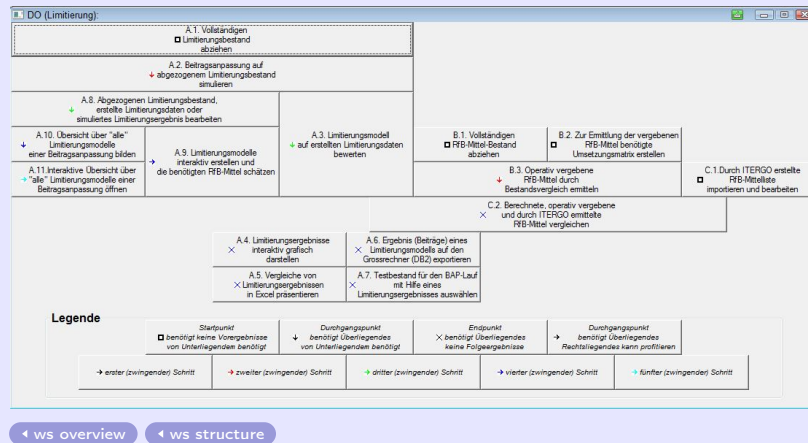 DO (Limitierung):
A.1. Vollständigen
Limitierungsbestand
abziehen
A.2. Beitragsanpassung auf
abgezogenem Limitierungsbestand
simulieren
A.8. Abgezogenen Limitierungsbestand,
erstellte Limitierungsdaten oder
simuliertes Limitierungsergebnis bearbeiten
A.10. Übersicht über "alle"
Limitierungsmodelle
einer Beitragsanpassung bilden
A.11.Interaktive Übersicht über
"alle" Limitierungsmodelle einer
Beitragsanpassung öffnen
A.9. Limitierungsmodelle
interaktiv erstellen und
die benötigten RfB-Mittel schätzen
A.3. Limitierungsmodell
auf erstellten Limitierungsdaten
bewerten
B.1. Vollständigen
RfB-Mittel-Bestand
abziehen
B.2. Zur Ermittlung der vergebenen
RfB-Mittel benötigte
Umsetzungsmatrix erstellen
B.3. Operativ vergebene
RfB-Mittel durch
Bestandsvergleich ermitteln
C.1.Durch ITERGO erstellte
RfB-Mittelliste
importieren und bearbeiten
C.2. Berechnete, operativ vergebene
und durch ITERGO ermittelte
RfB-Mittel vergleichen
A.4. Limitierungsergebnisse
interaktiv grafisch
darstellen
A.6. Ergebnis (Beiträge) eines
Limitierungsmodells auf den
Grossrechner (DB2) exportieren
A.5. Vergleiche von
Limitierungsergebnissen
in Excel präsentieren
A.7. Testbestand für den BAP-Lauf
mit Hilfe eines
Limitierungsergebnisses auswählen
Legende
Startpunkt
benötigt keine Vorergebnisse
von Unterliegendem benötigt
Durchgangspunkt
benötigt Überliegendes
von Unterliegendem benötigt
Endpunkt
benötigt Überliegendes
keine Folgeergebnisse
Durchgangspunkt
benötigt Überliegendes
Rechtsliegendes kann profitieren
erster (zwingender) Schritt
zweiter (zwingender) Schritt
dritter (zwingender) Schritt
vierter (zwingender) Schritt
fünfter (zwingender) Schritt
ws overview
ws structure